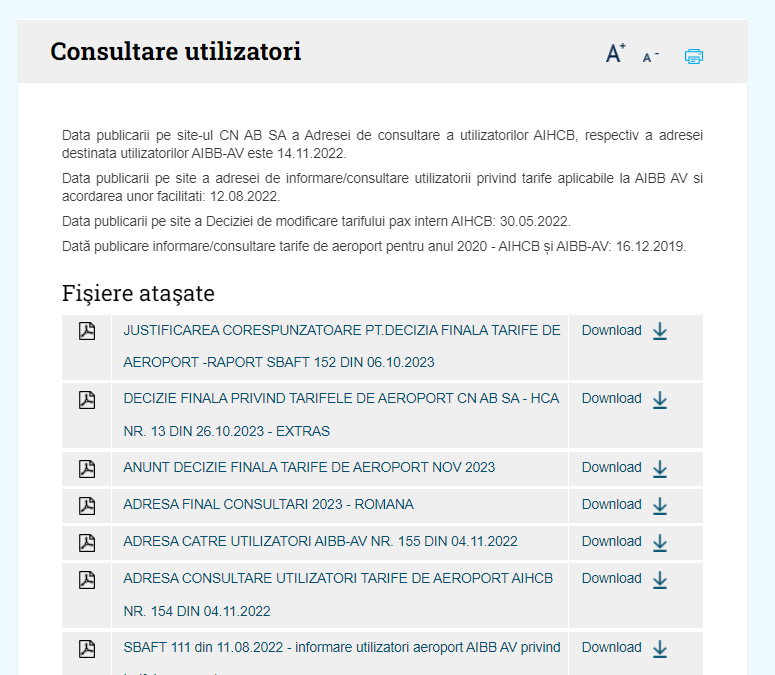 Consultare utilizatori
A+ A-
Data publicarii pe site-ul CN AB SA a Adresei de consultare a utilizatorilor AIHCB, respectiv a adresei
destinata utilizatorilor AIBB-AV este 14.11.2022.
Data publicarii pe site a adresei de informare/consultare utilizatorii privind tarife aplicabile la AIBB AV si
acordarea unor facilitati: 12.08.2022.
Data publicarii pe site a Deciziei de modificare tarifului pax intern AIHCB: 30.05.2022.
Dată publicare informare/consultare tarife de aeroport pentru anul 2020 - AIHCB și AIBB-AV: 16.12.2019.
Fişiere ataşate
JUSTIFICAREA CORESPUNZATOARE PT.DECIZIA FINALA TARIFE DE Download
AEROPORT -RAPORT SBAFT 152 DIN 06.10.2023
DECIZIE FINALA PRIVIND TARIFELE DE AEROPORT CN AB SA - HCA Download
NR. 13 DIN 26.10.2023 - EXTRAS
ANUNT DECIZIE FINALA TARIFE DE AEROPORT NOV 2023 Download
ADRESA FINAL CONSULTARI 2023 - ROMANA Download
ADRESA CATRE UTILIZATORI AIBB-AV NR. 155 DIN 04.11.2022 Download
ADRESA CONSULTARE UTILIZATORI TARIFE DE AEROPORT AIHCB Download
NR. 154 DIN 04.11.2022
SBAFT 111 din 11.08.2022 - informare utilizatori aeroport AIBB AV privind Download